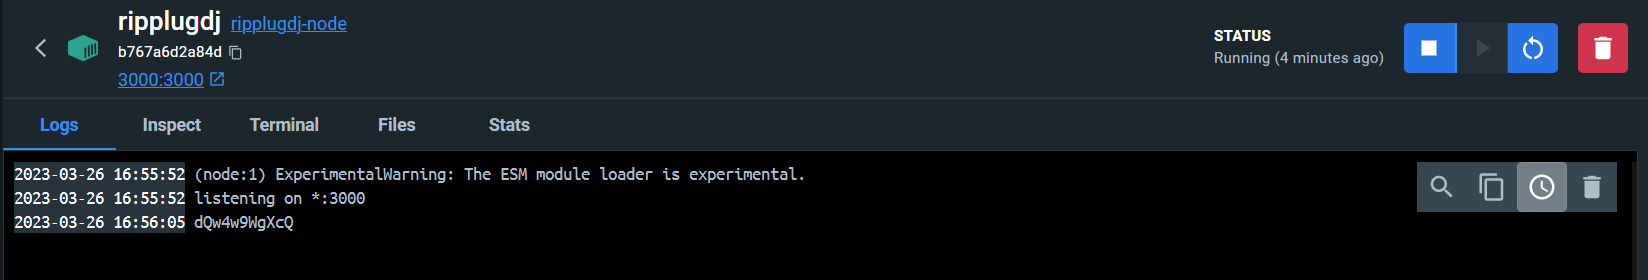 ripplugdj ripplugdj-node
b767a6d2a84d
3000:3000
STATUS
Running (4 minutes ago)
Logs Inspect Terminal Files Stats
2023-03-26 16:55:52 (node:1) ExperimentalWarning: The ESM module loader is experimental.
2023-03-26 16:55:52 listening on *:3000
2023-03-26 16:56:05 dQw4w9WgXcQ